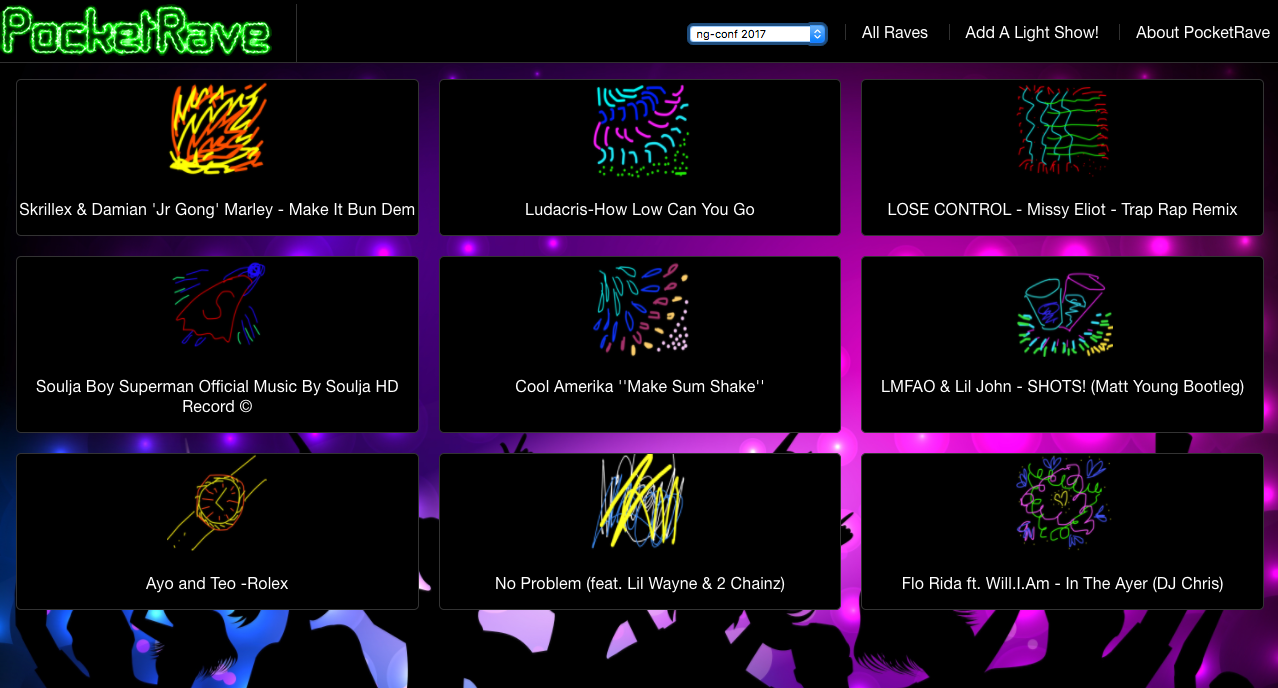 PocketRave
ng-conf 2017
All Raves
Add A Light Show!
About PocketRave
Skrillex & Damian 'Jr Gong' Marley - Make It Bun Dem
Ludacris-How Low Can You Go
LOSE CONTROL - Missy Eliot - Trap Rap Remix
S
Soulja Boy Superman Official Music By Soulja HD
Record ©
Cool Amerika ''Make Sum Shake''
LMFAO & Lil John - SHOTS! (Matt Young Bootleg)
Ayo and Teo -Rolex
No Problem (feat. Lil Wayne & 2 Chainz)
Flo Rida ft. Will.I.Am - In The Ayer (DJ Chris)